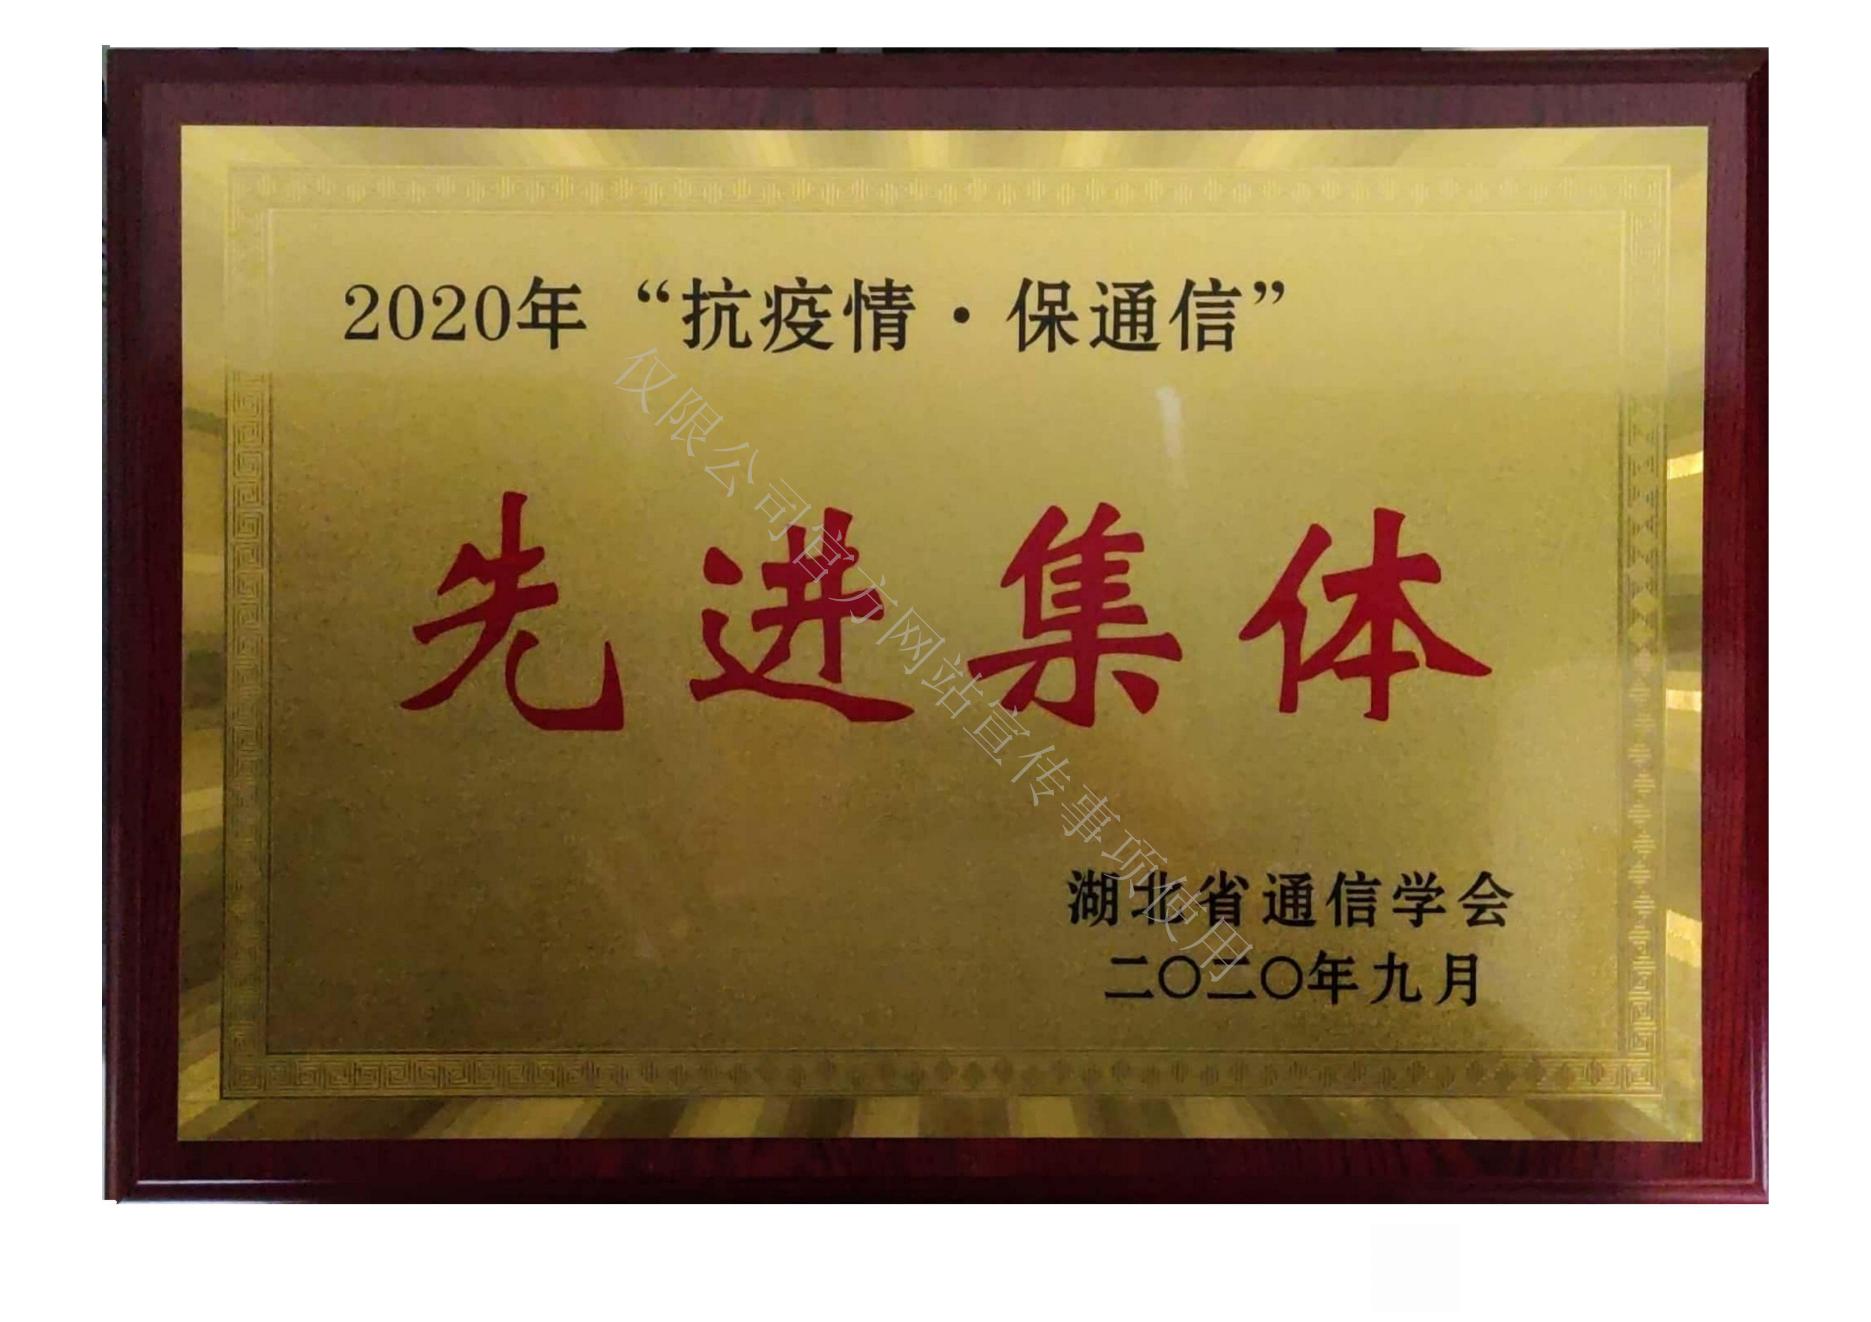 2020年“抗疫情·保通信”
先进集体
仅限公司官方网站宣传事项使用
湖北省通信学会
二〇二〇年九月